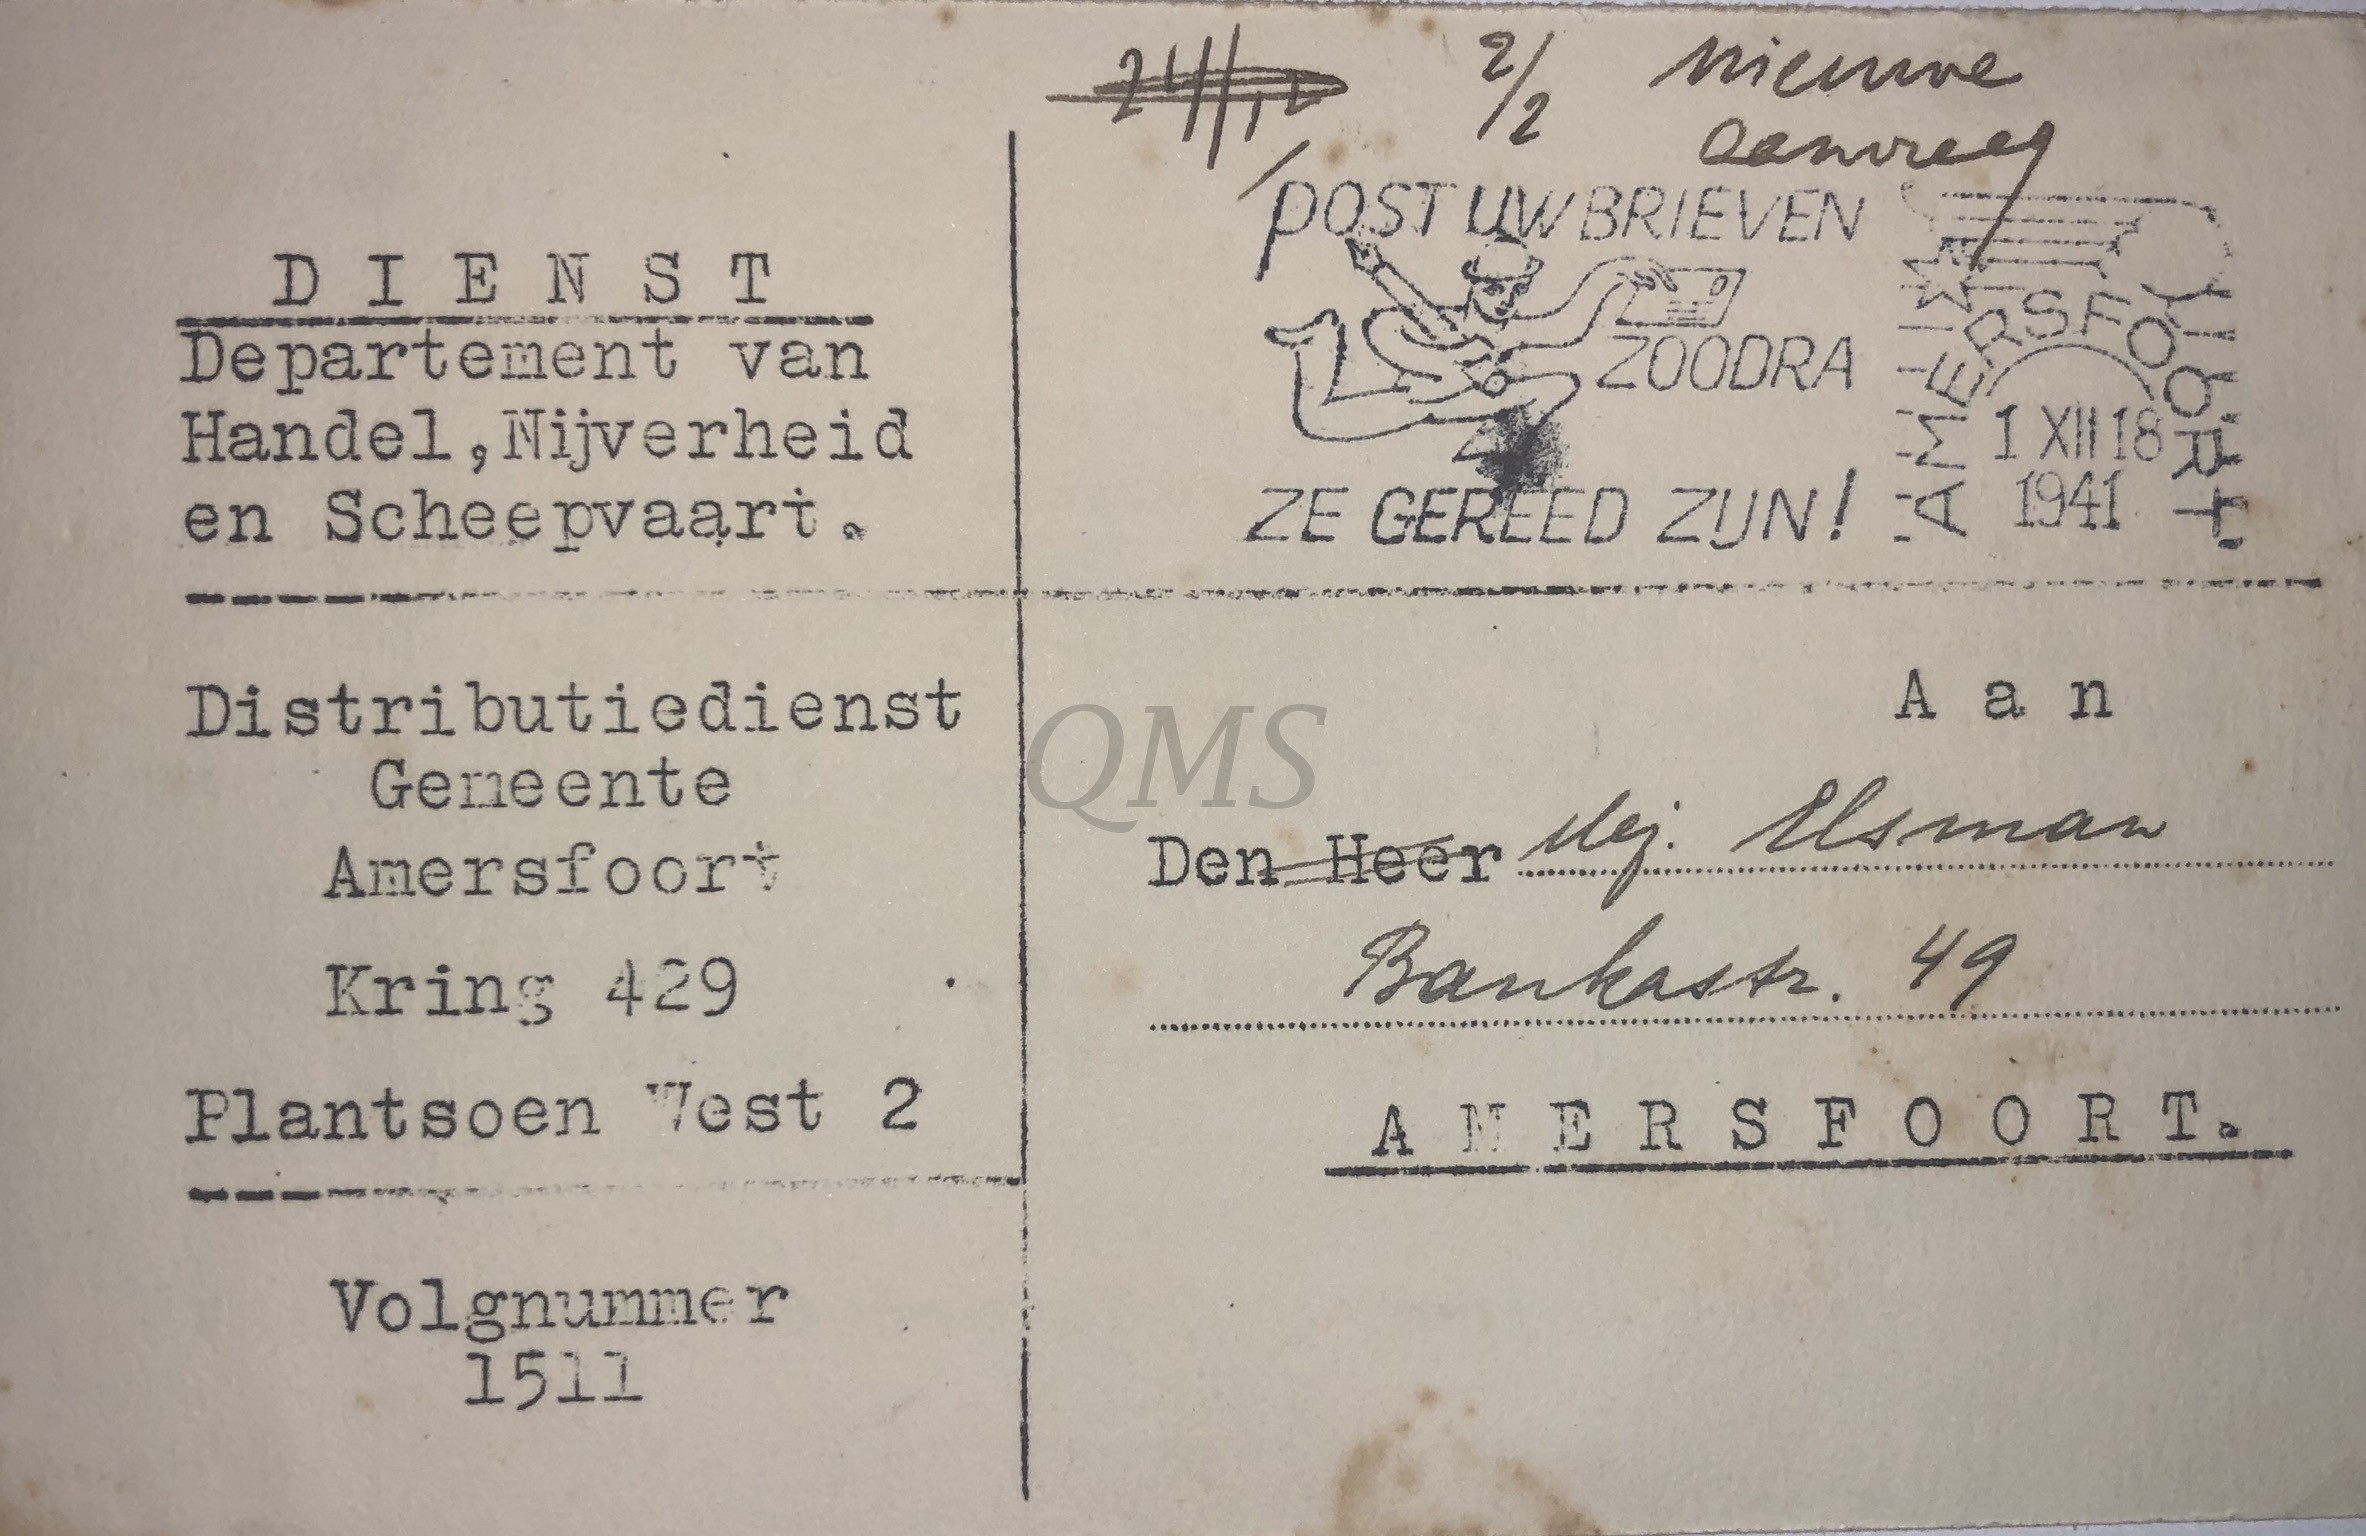 2/2 nieuwe
aanvraag
POST UW BRIEVEN
ZOODRA
ZE GEREED ZIJN!
AMERSFOORT
1 XII 18
1941
DIENST
Departement van
Handel, Nijverheid
en Scheepvaart.
Distributiedienst
Gemeente
Amersfoort
Kring 429
Plantsoen West 2
Volgnummer
1511
QMS
Aan
Den Heer Mej. Elsman
Bankastr. 49
AMERSFOORT.